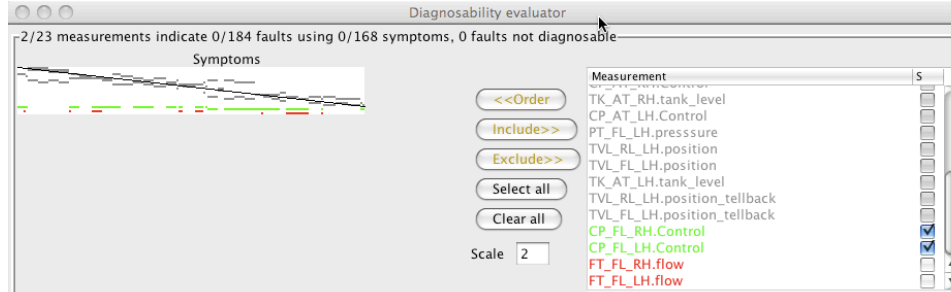 Diagnosability evaluator
2/23 measurements indicate 0/184 faults using 0/168 symptoms, 0 faults not diagnosable
Symptoms
Measurement S
TK_AT_RH.tank_level
<<Order
CP_AT_LH.Control
Include>>
PT_FL_LH.presssure
TVL_RL_LH.position
Exclude>>
TVL_FL_LH.position
TK_AT_LH.tank_level
Select all
TVL_RL_LH.position_tellback
TVL_FL_LH.position_tellback
Clear all
CP_FL_RH.Control
CP_FL_LH.Control
Scale 2
FT_FL_RH.flow
FT_FL_LH.flow